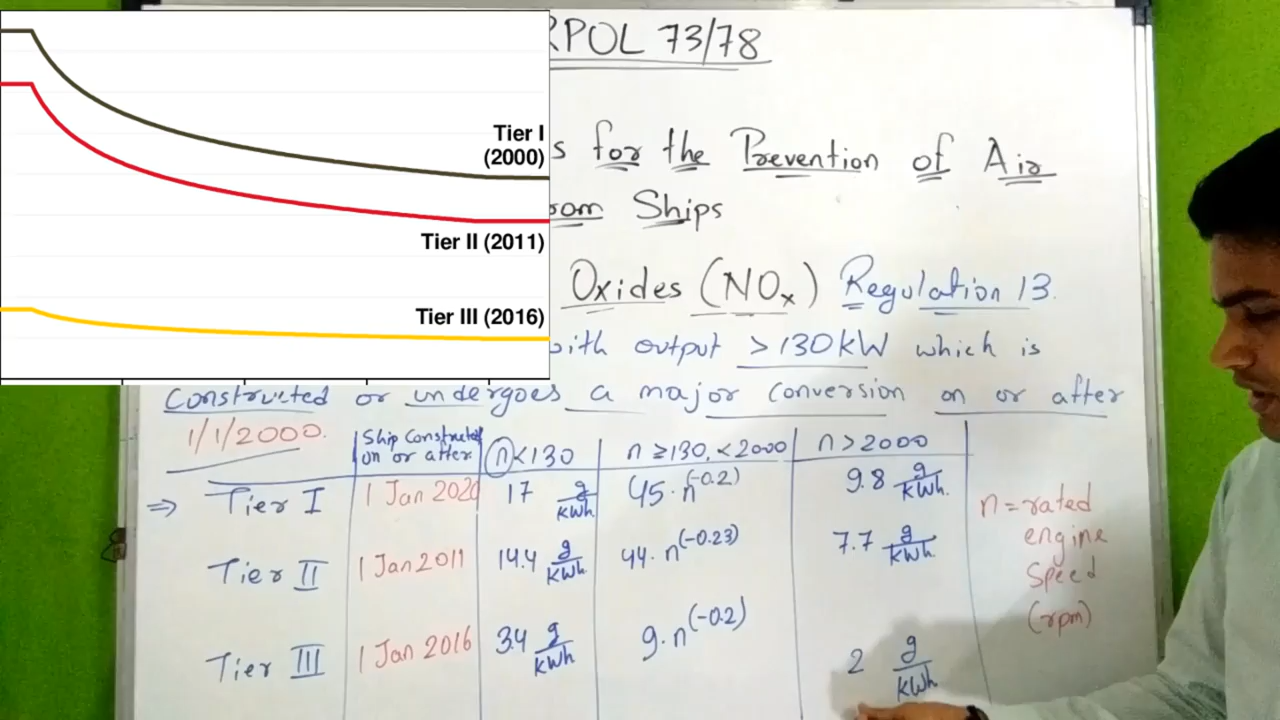 RPOL 73/78
Tier I
(2000)
Tier II (2011)
Tier III (2016)
s for the Prevention of Air
om Ships
Oxides (NOx) Regulation 13.
with output >130kW which is
Constructed or undergoes a major conversion on or after
1/1/2000.
Ship Constructed on or after n<130 n ≥130, <2000 n>2000
⇒ Tier I 1 Jan 2020 17 g/kWh 45. n^(-0.2) 9.8 g/kWh.
Tier II 1 Jan 2011 14.4 g/kWh 44. n^(-0.23) 7.7 g/kWh.
Tier III 1 Jan 2016 3.4 g/kWh 9. n^(-0.2) 2 g/kWh
n = rated
engine
Speed
(rpm)